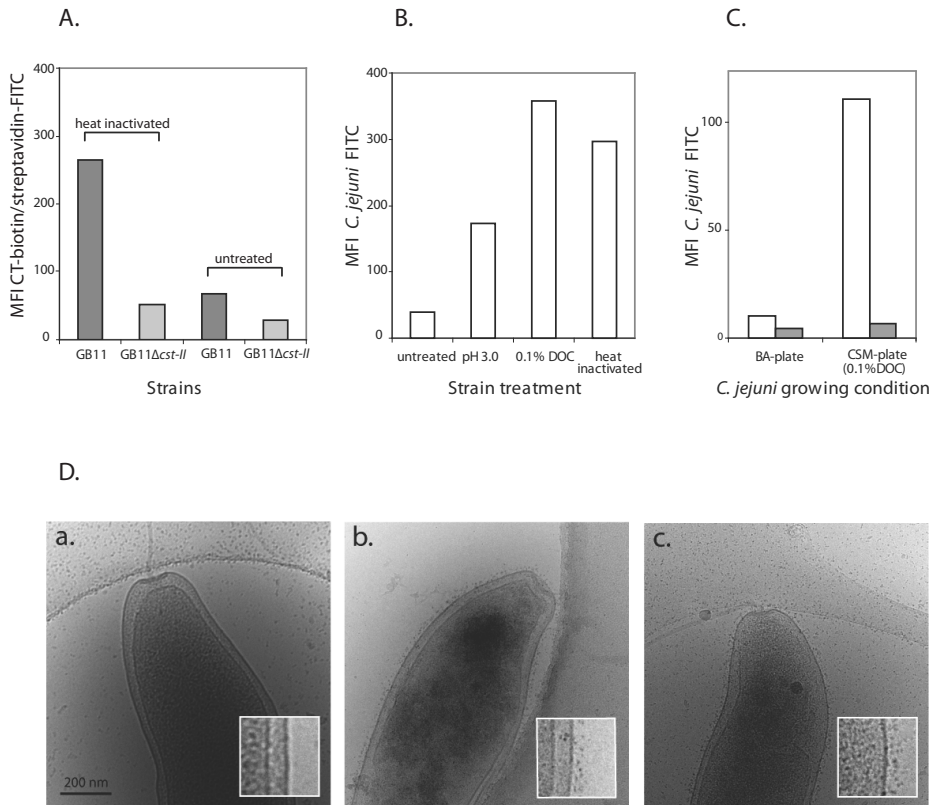 A.
MFI CT-biotin/streptavidin-FITC
400
300
200
100
0
heat inactivated
untreated
GB11
GB11Δcst-II
GB11
GB11Δcst-II
Strains
B.
MFI C. jejuni FITC
400
300
200
100
0
untreated
pH 3.0
0.1% DOC
heat
inactivated
Strain treatment
C.
MFI C. jejuni FITC
100
50
0
BA-plate
CSM-plate
(0.1%DOC)
C. jejuni growing condition
D.
a.
200 nm
b.
c.